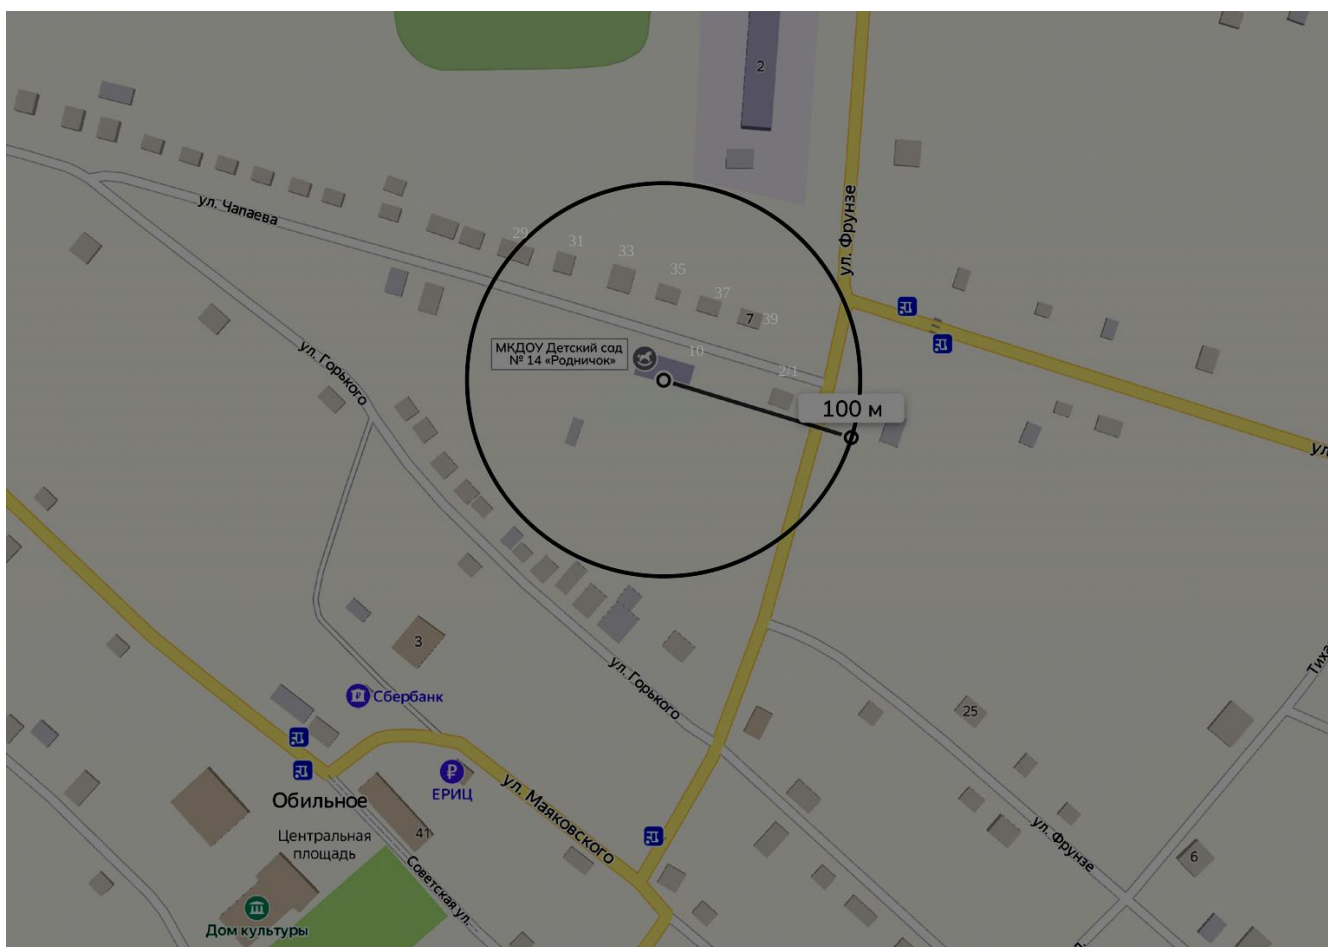 2
ул. Чапаева
ул. Фрунзе
29
31
33
35
37
7
39
МКДОУ Детский сад
№ 14 «Родничок»
10
2/1
100 м
ул. Горького
ул.
3
Сбербанк
ул. Горького
Тиха
25
ЕРИЦ
ул. Маяковского
Обильное
Центральная
площадь
41
Советская ул.
ул. Фрунзе
6
Дом культуры